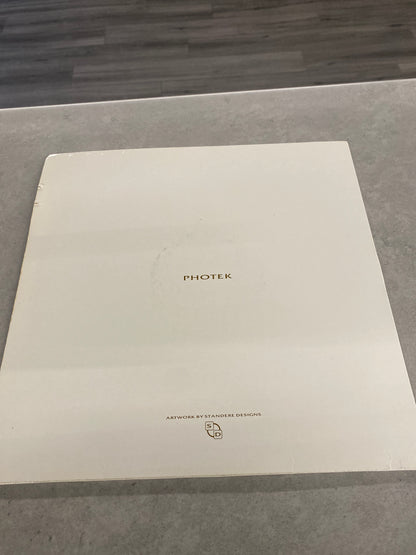 PHOTEK
ARTWORK BY STANDERE DESIGNS
S
D